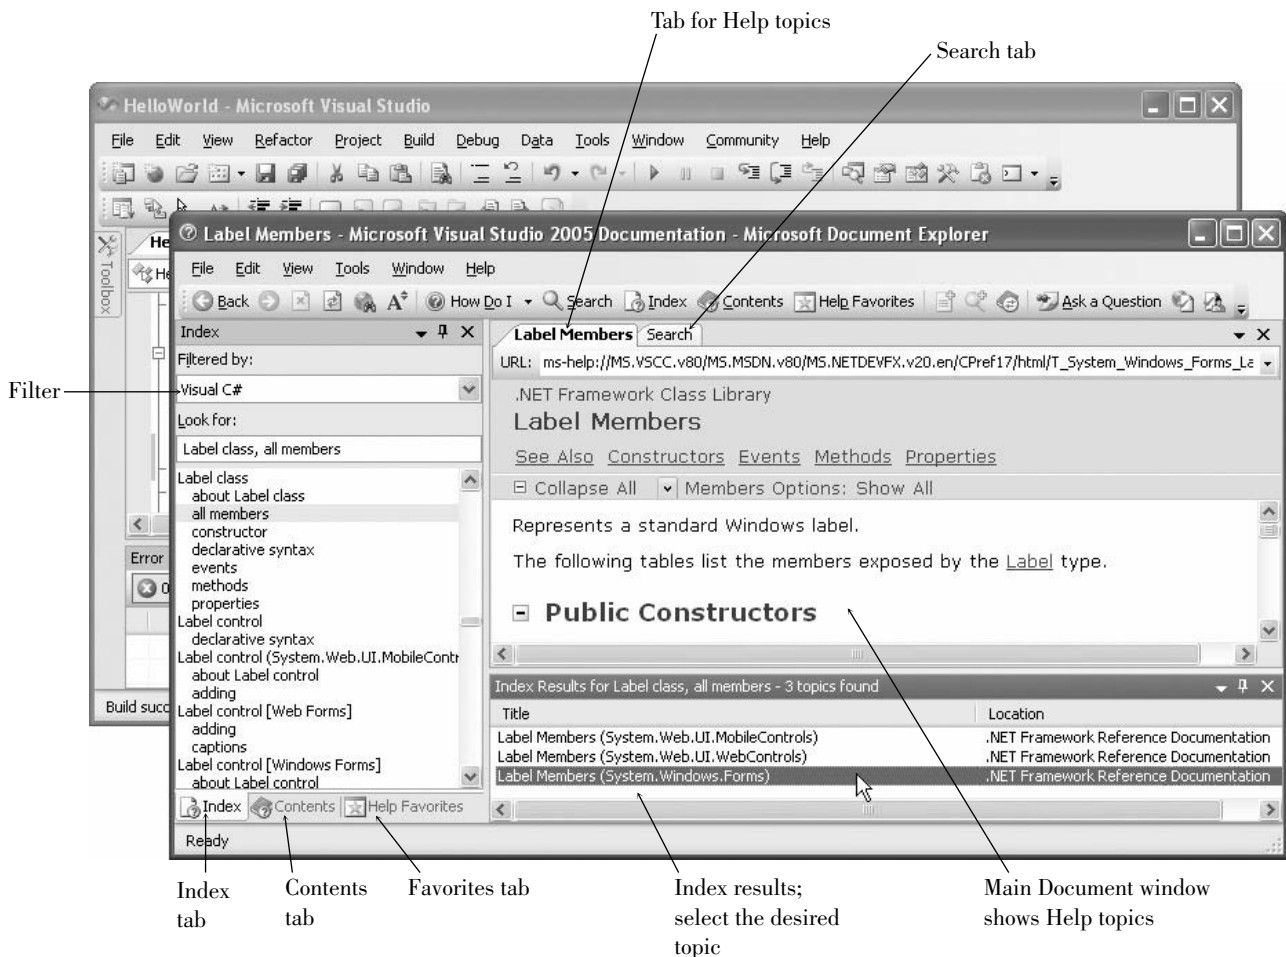 Tab for Help topics
Search tab
HelloWorld - Microsoft Visual Studio
File Edit View Refactor Project Build Debug Data Tools Window Community Help
Label Members - Microsoft Visual Studio 2005 Documentation - Microsoft Document Explorer
He
Toolbox
He
File Edit View Tools Window Help
Back How Do I Search Index Contents Help Favorites Ask a Question
Index
Label Members Search
Filtered by:
URL: ms-help://MS.VSCC.v80/MS.MSDN.v80/MS.NETDEVFX.v20.en/CPref17/html/T_System_Windows_Forms_La
Filter
Visual C#
.NET Framework Class Library
Label Members
Look for:
Label class, all members
See Also Constructors Events Methods Properties
Collapse All Members Options: Show All
Label class
about Label class
all members
constructor
declarative syntax
events
methods
properties
Label control
declarative syntax
Label control (System.Web.UI.MobileContr
about Label control
adding
Label control [Web Forms]
adding
captions
Label control [Windows Forms]
about Label control
Represents a standard Windows label.
The following tables list the members exposed by the Label type.
Public Constructors
Error
0
Build succ
Index Results for Label class, all members - 3 topics found
Title Location
Label Members (System.Web.UI.MobileControls) .NET Framework Reference Documentation
Label Members (System.Web.UI.WebControls) .NET Framework Reference Documentation
Label Members (System.Windows.Forms) .NET Framework Reference Documentation
Index Contents Help Favorites
Ready
Index
tab
Contents
tab
Favorites tab
Index results;
select the desired
topic
Main Document window
shows Help topics